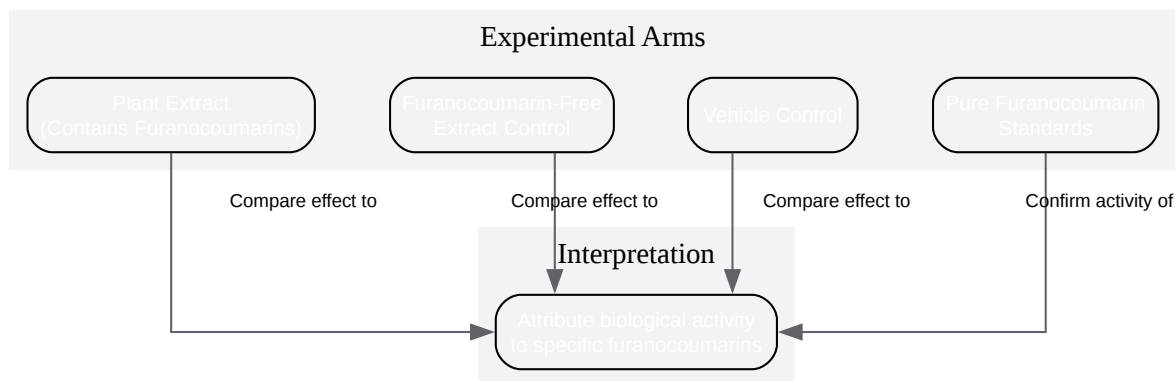 Experimental Arms
Plant Extract
(Contains Furanocoumarins)
Furanocoumarin-Free
Extract Control
Vehicle Control
Pure Furanocoumarin
Standards
Compare effect to
Compare effect to
Compare effect to
Confirm activity of
Interpretation
Attribute biological activity
to specific furanocoumarins